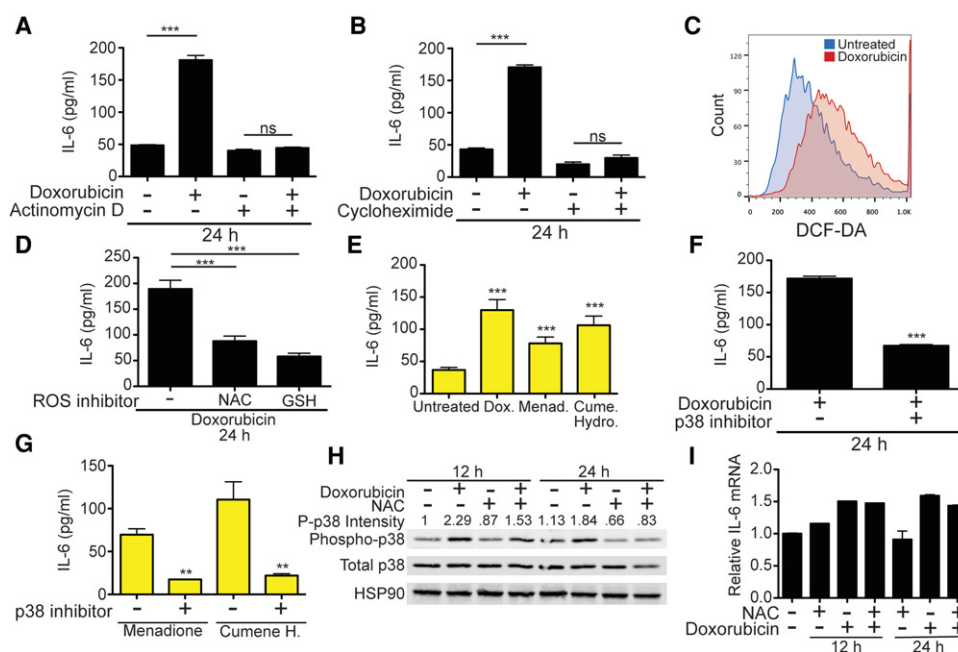 A
***
ns
IL-6 (pg/ml)
200
150
100
50
0
Doxorubicin - + - +
Actinomycin D - - + +
24 h
B
***
ns
IL-6 (pg/ml)
200
150
100
50
0
Doxorubicin - + - +
Cycloheximide - - + +
24 h
C
Untreated
Doxorubicin
Count
120
90
60
30
0
0 200 400 600 800 1.0K
DCF-DA
D
***
***
IL-6 (pg/ml)
250
200
150
100
50
0
ROS inhibitor - NAC GSH
Doxorubicin
24 h
E
IL-6 (pg/ml)
200
150
100
50
0
*** *** ***
Untreated Dox. Menad. Cume. Hydro.
F
IL-6 (pg/ml)
200
150
100
50
0
***
Doxorubicin + +
p38 inhibitor - +
24 h
G
IL-6 (pg/ml)
150
100
50
0
** **
p38 inhibitor - + - +
Menadione Cumene H.
H
12 h 24 h
Doxorubicin - + - + - + - +
NAC - - + + - - + +
P-p38 Intensity 1 2.29 .87 1.53 1.13 1.84 .66 .83
Phospho-p38
Total p38
HSP90
I
Relative IL-6 mRNA
2.0
1.5
1.0
0.5
0.0
NAC - + - + + - +
Doxorubicin - - + + - + +
12 h 24 h